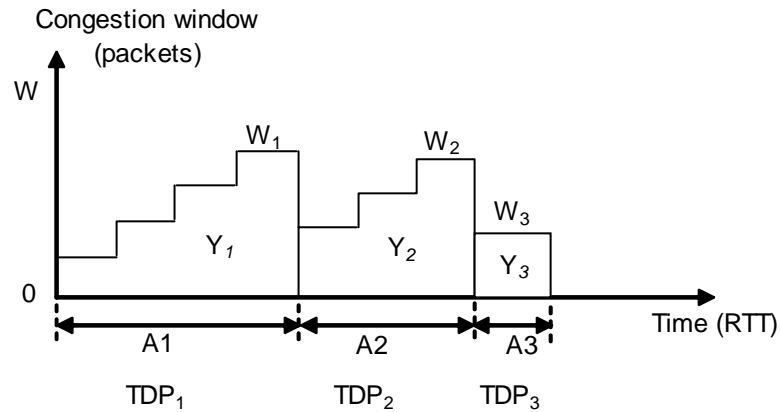 Congestion window
(packets)
W
W₁
W₂
W₃
Y₁
Y₂
Y₃
0
Time (RTT)
A1
A2
A3
TDP₁
TDP₂
TDP₃